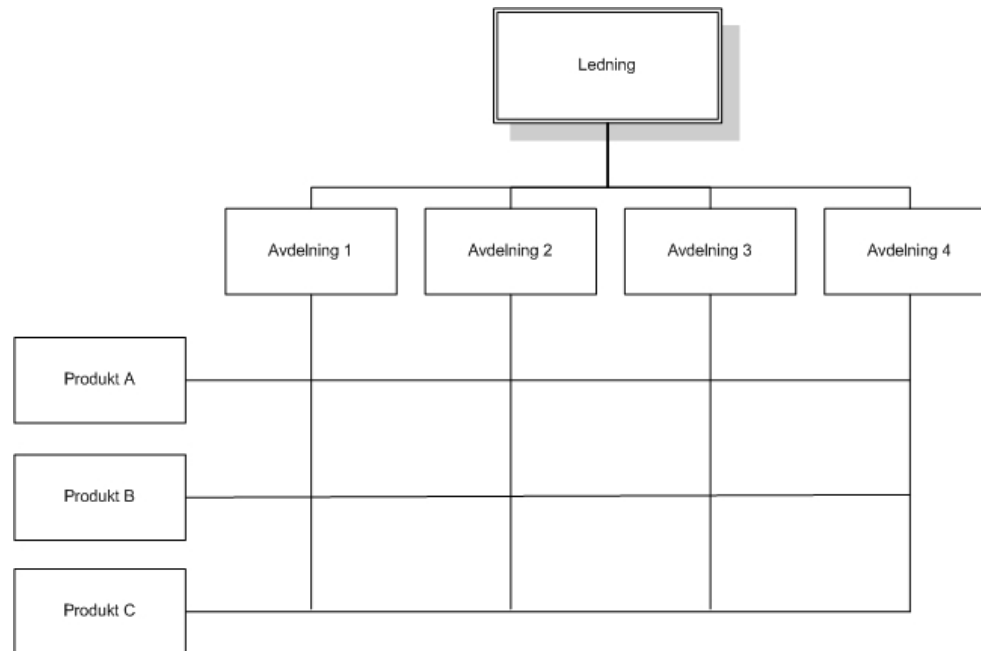 Ledning
Avdelning 1
Avdelning 2
Avdelning 3
Avdelning 4
Produkt A
Produkt B
Produkt C